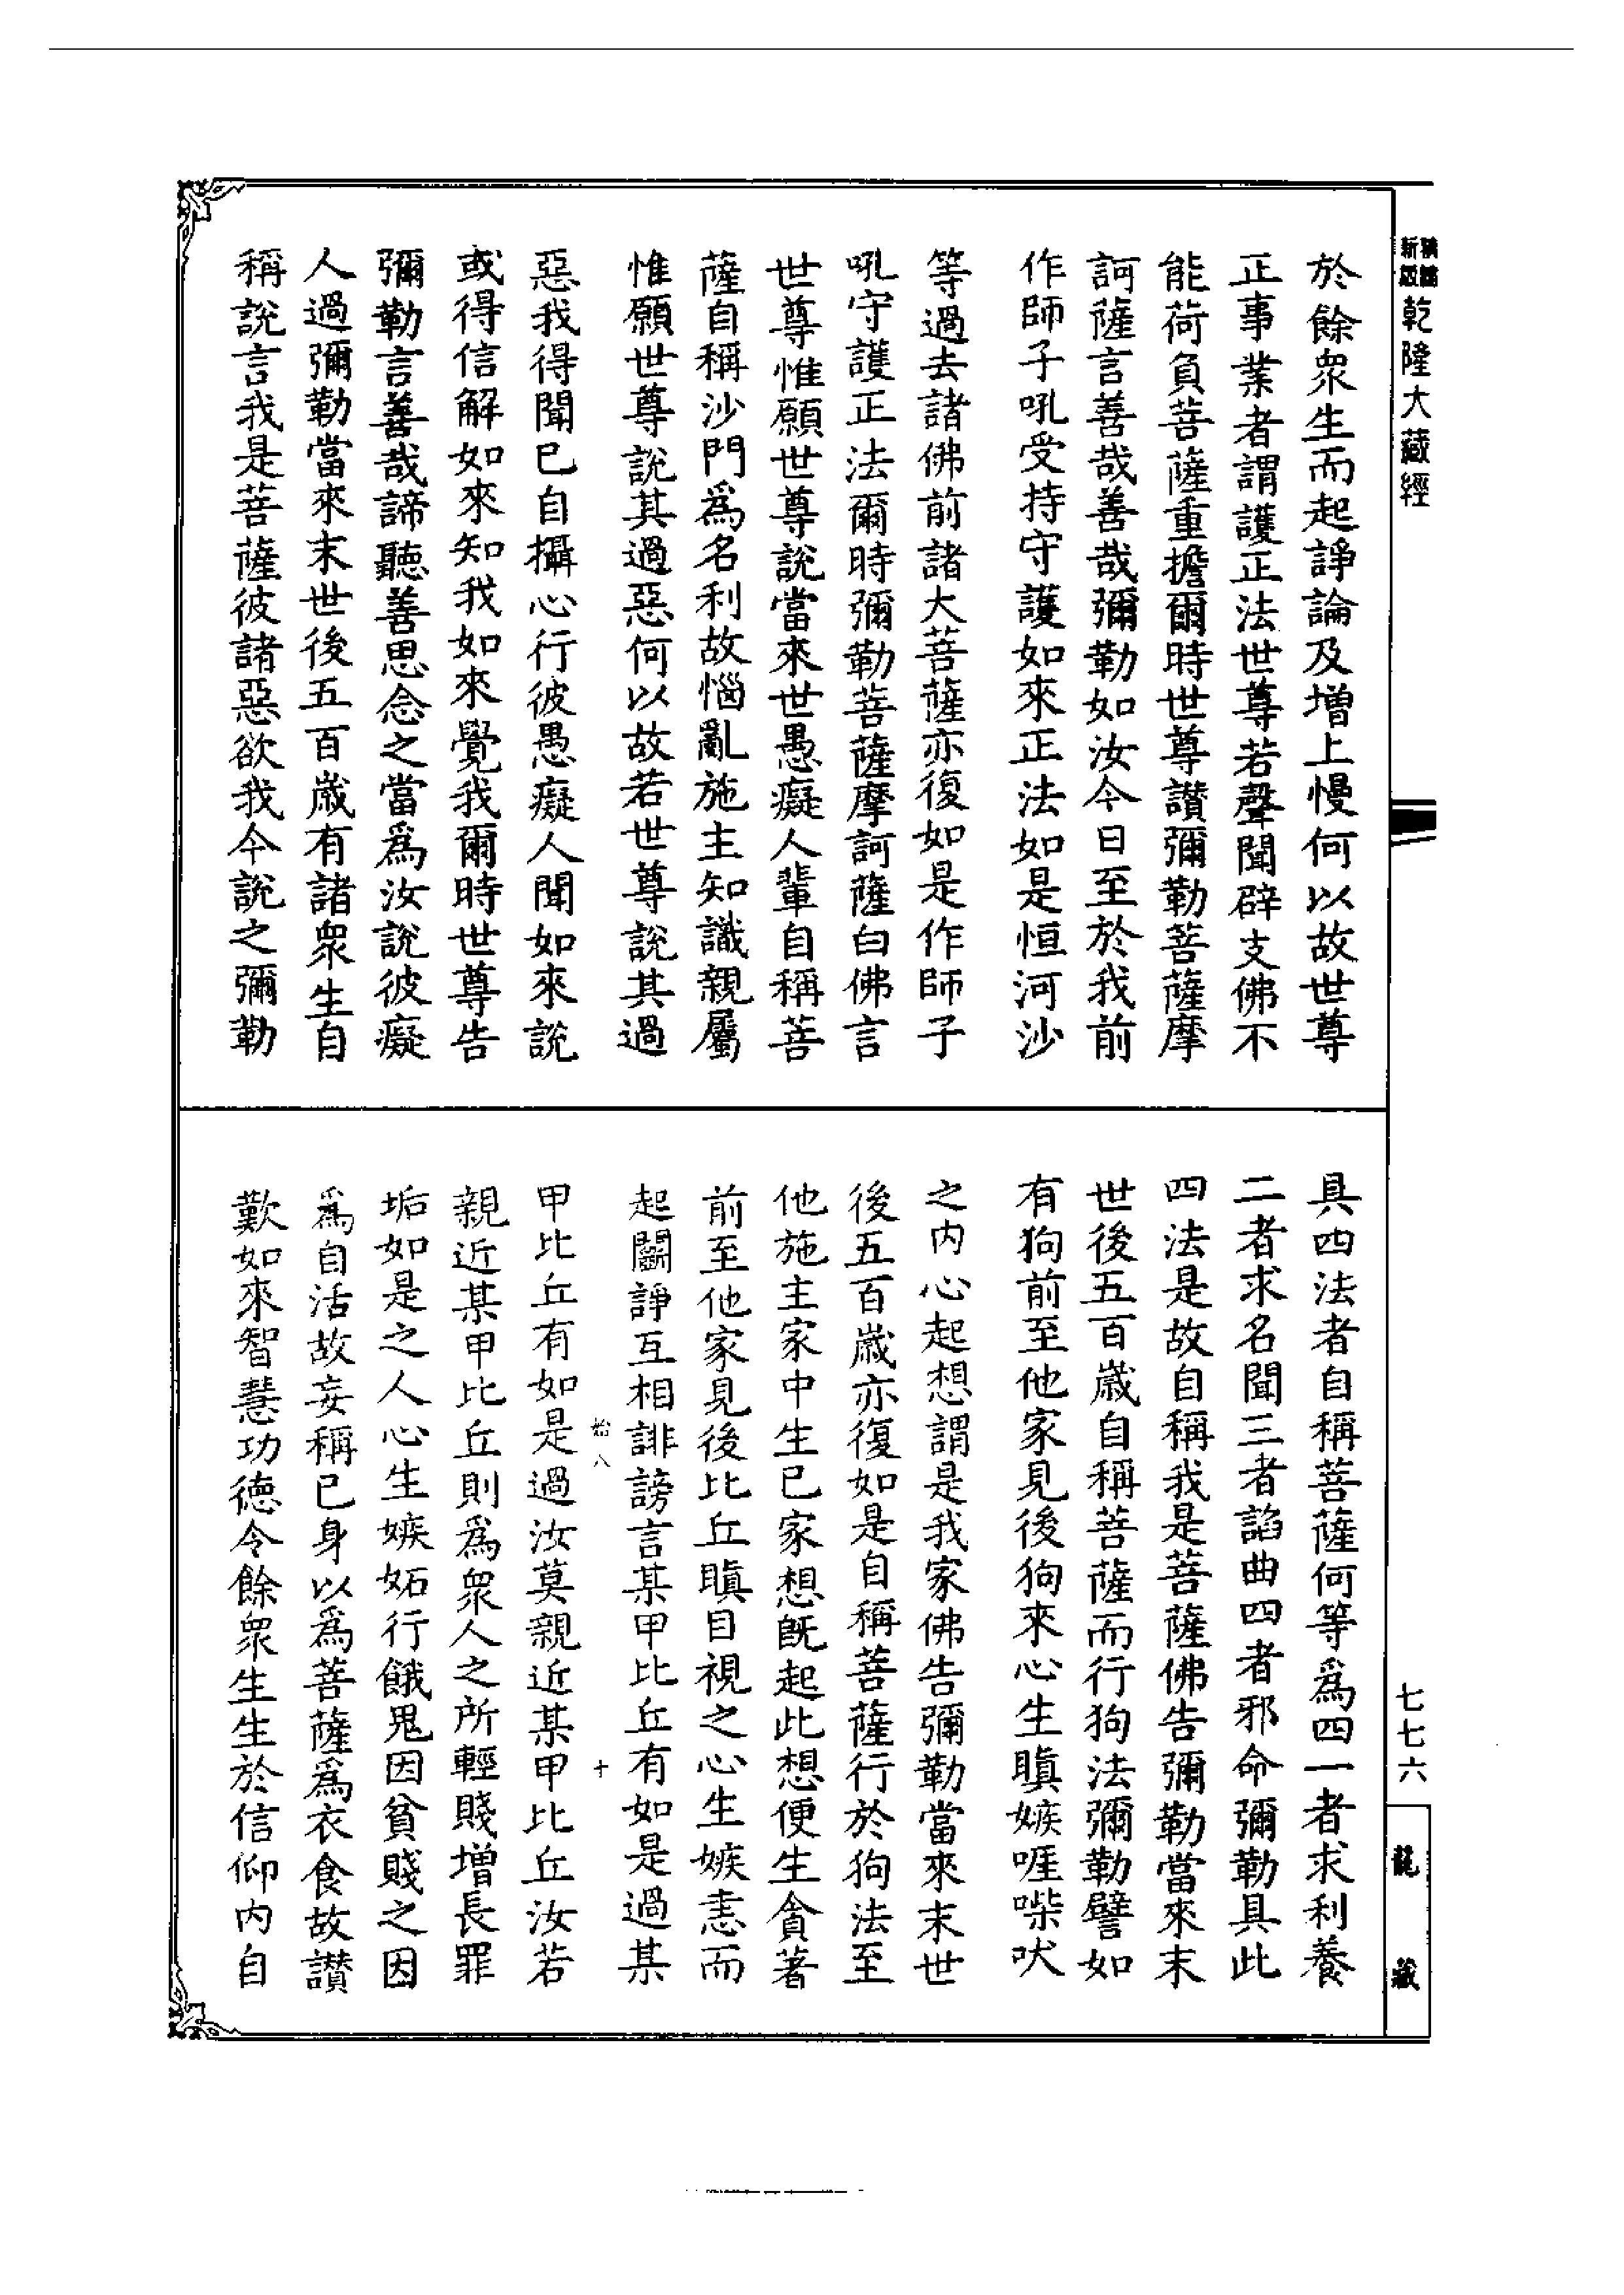 精縮
新編
乾隆大藏經
七七六
龍藏
於餘眾生而起諍論及增上慢何以故世尊
正事業者謂護正法世尊若聲聞辟支佛不
能荷負菩薩重擔爾時世尊讚彌勒菩薩摩
訶薩言善哉善哉彌勒如汝今日至於我前
作師子吼受持守護如來正法如是恒河沙
等過去諸佛前諸大菩薩亦復如是作師子
吼守護正法爾時彌勒菩薩摩訶薩白佛言
世尊惟願世尊說當來世愚癡人輩自稱菩
薩自稱沙門為名利故惱亂施主知識親屬
惟願世尊說其過惡何以故若世尊說其過
惡我得聞已自攝心行彼愚癡人聞如來說
或得信解如來知我如來覺我爾時世尊告
彌勒言善哉諦聽善思念之當為汝說彼癡
人過彌勒當來末世後五百歲有諸眾生自
稱說言我是菩薩彼諸惡欲我今說之彌勒
具四法者自稱菩薩何等為四一者求利養
二者求名聞三者諂曲四者邪命彌勒具此
四法是故自稱我是菩薩佛告彌勒當來末
世後五百歲自稱菩薩而行狗法彌勒譬如
有狗前至他家見後狗來心生瞋嫉啀喍吠
之內心起想謂是我家佛告彌勒當來末世
後五百歲亦復如是自稱菩薩行於狗法至
他施主家中生已家想既起此想便生貪著
前至他家見後比丘瞋目視之心生嫉恚而
起鬭諍互相誹謗言某甲比丘有如是過某
甲比丘有如是過汝莫親近某甲比丘汝若
親近某甲比丘則為眾人之所輕賤增長罪
垢如是之人心生嫉妬行餓鬼因貧賤之因
為自活故妄稱已身以為菩薩為衣食故讚
歎如來智慧功德令餘眾生生於信仰內自
八
十